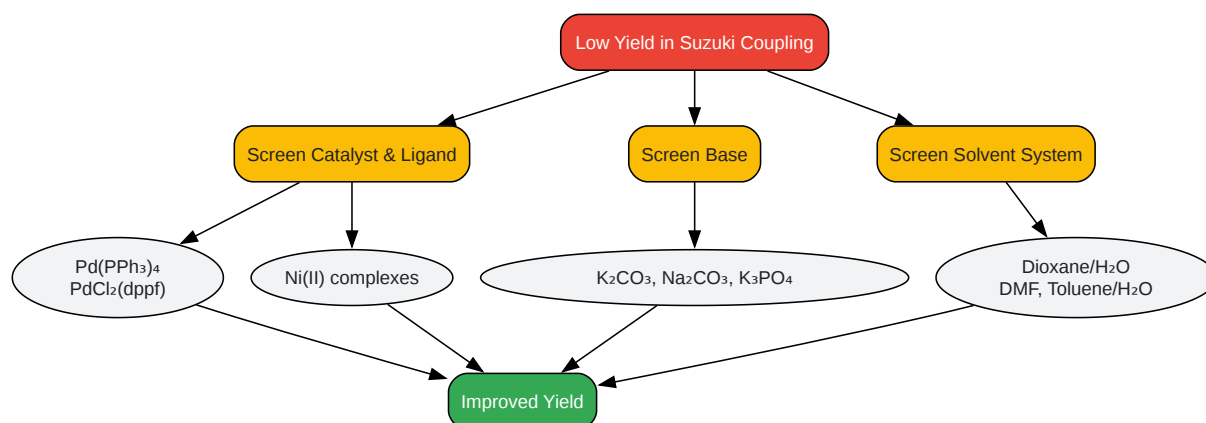 Low Yield in Suzuki Coupling
Screen Catalyst & Ligand
Screen Base
Screen Solvent System
Pd(PPh₃)₄
PdCl₂(dppf)
Ni(II) complexes
K₂CO₃, Na₂CO₃, K₃PO₄
Dioxane/H₂O
DMF, Toluene/H₂O
Improved Yield